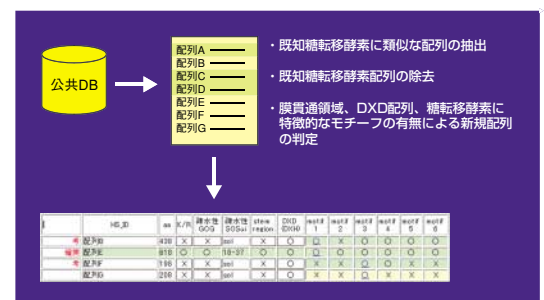 公共DB
配列A
配列B
配列C
配列D
配列E
配列F
配列G
・既知糖転移酵素に類似な配列の抽出
・既知糖転移酵素配列の除去
・膜貫通領域、DXD配列、糖転移酵素に
特徴的なモチーフの有無による新規配列
の判定
HS_ID aa K/R 疎水性 GOG 疎水性 SOSui stem region DXD (DXH) motif 1 motif 2 motif 3 motif 4 motif 5 motif 6
配列D × × sol × ○ ○ × ○ ○ ○ ○
配列E ○ ○ 18-37 ○ ○ ○ ○ ○ ○ ○ ○
配列F × × sol × ○ × × ○ ○ × ×
配列G × × sol × × × ×